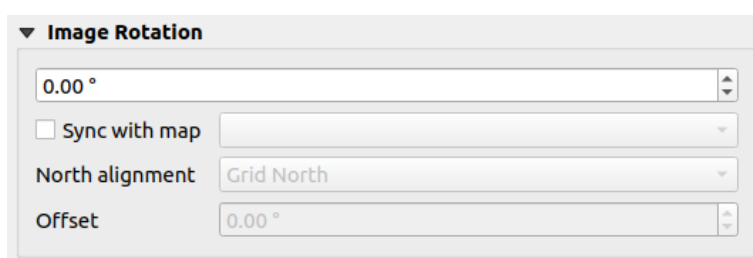 Image Rotation
0.00 °
Sync with map
North alignment Grid North
Offset 0.00 °